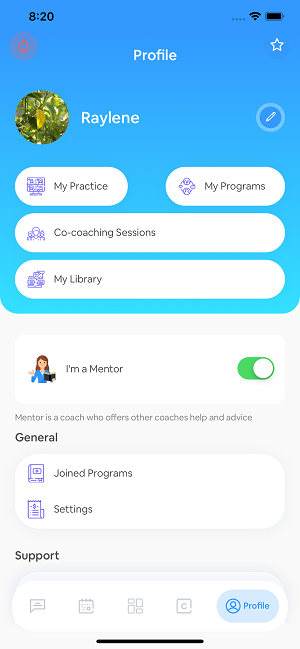 8:20
Profile
Raylene
My Practice
My Programs
Co-coaching Sessions
My Library
I'm a Mentor
Mentor is a coach who offers other coaches help and advice
General
Joined Programs
Settings
Support
C
Profile